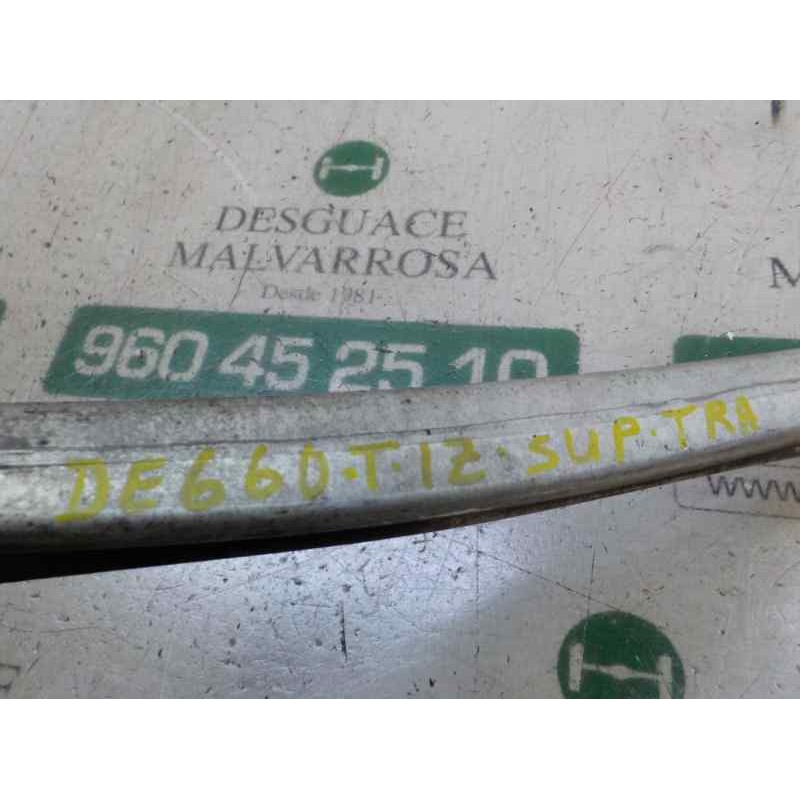 DESGUACE
MALVARROSA
Desde 1981
960 45 25 10
DE660·T·IZ·SUP·TRA
M